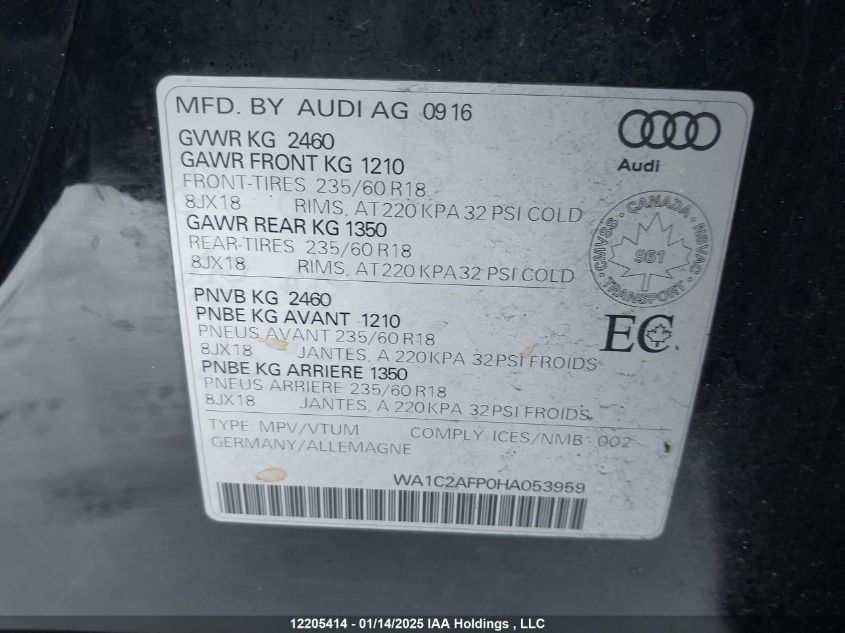 MFD. BY AUDI AG 09 16
GVWR KG 2460
GAWR FRONT KG 1210
FRONT-TIRES 235/60 R18
8JX18 RIMS, AT 220 KPA 32 PSI COLD
GAWR REAR KG 1350
REAR-TIRES 235/60 R18
8JX18 RIMS, AT 220 KPA 32 PSI COLD
Audi
CMVSS · CANADA · NSVAC · TRANSPORT
961
PNVB KG 2460
PNBE KG AVANT 1210
PNEUS AVANT 235/60 R18
8JX18 JANTES, A 220 KPA 32 PSI FROIDS
PNBE KG ARRIERE 1350
PNEUS ARRIERE 235/60 R18
8JX18 JANTES, A 220 KPA 32 PSI FROIDS
EC
TYPE: MPV/VTUM COMPLY: ICES/NMB - 002
GERMANY/ALLEMAGNE
WA1C2AFP0HA053959
12205414 - 01/14/2025 IAA Holdings , LLC